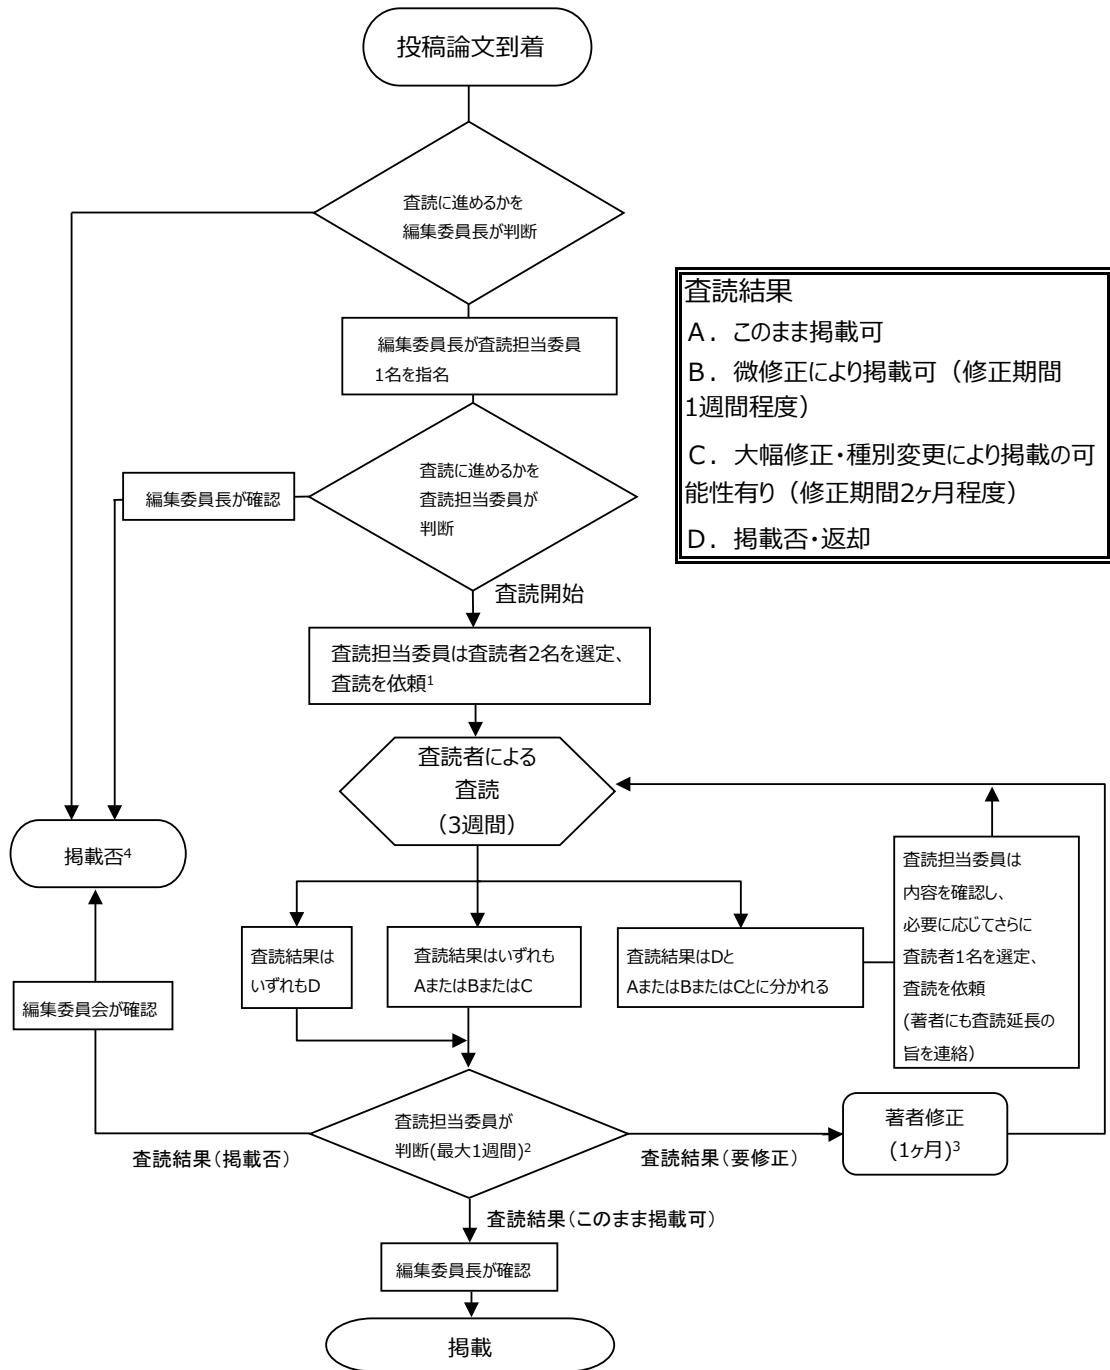 投稿論文到着
査読に進めるかを
編集委員長が判断
編集委員長が査読担当委員
1名を指名
査読結果
A．このまま掲載可
B．微修正により掲載可（修正期間
1週間程度）
C．大幅修正・種別変更により掲載の可
能性有り（修正期間2ヶ月程度）
D．掲載否・返却
査読に進めるかを
査読担当委員が
判断
編集委員長が確認
査読開始
査読担当委員は査読者2名を選定、
査読を依頼1
査読者による
査読
（3週間）
掲載否4
査読結果は
いずれもD
査読結果はいずれも
AまたはBまたはC
査読結果はDと
AまたはBまたはCとに分かれる
査読担当委員は
内容を確認し、
必要に応じてさらに
査読者1名を選定、
査読を依頼
(著者にも査読延長の
旨を連絡）
編集委員会が確認
査読担当委員が
判断(最大1週間)2
査読結果（掲載否）
査読結果（要修正）
著者修正
(1ヶ月)3
査読結果（このまま掲載可）
編集委員長が確認
掲載